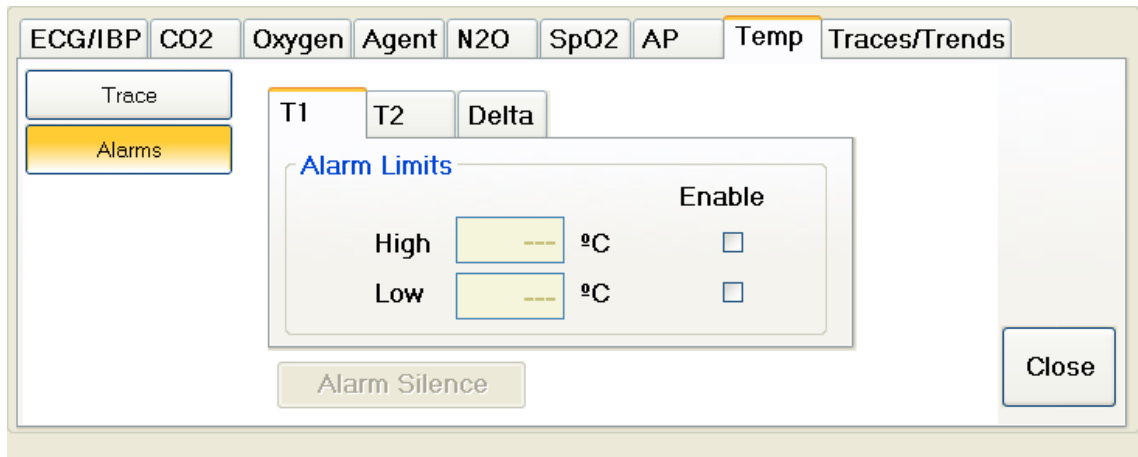 ECG/IBP CO2 Oxygen Agent N2O SpO2 AP Temp Traces/Trends
Trace
Alarms
T1 T2 Delta
Alarm Limits
Enable
High --- ºC
Low --- ºC
Alarm Silence
Close